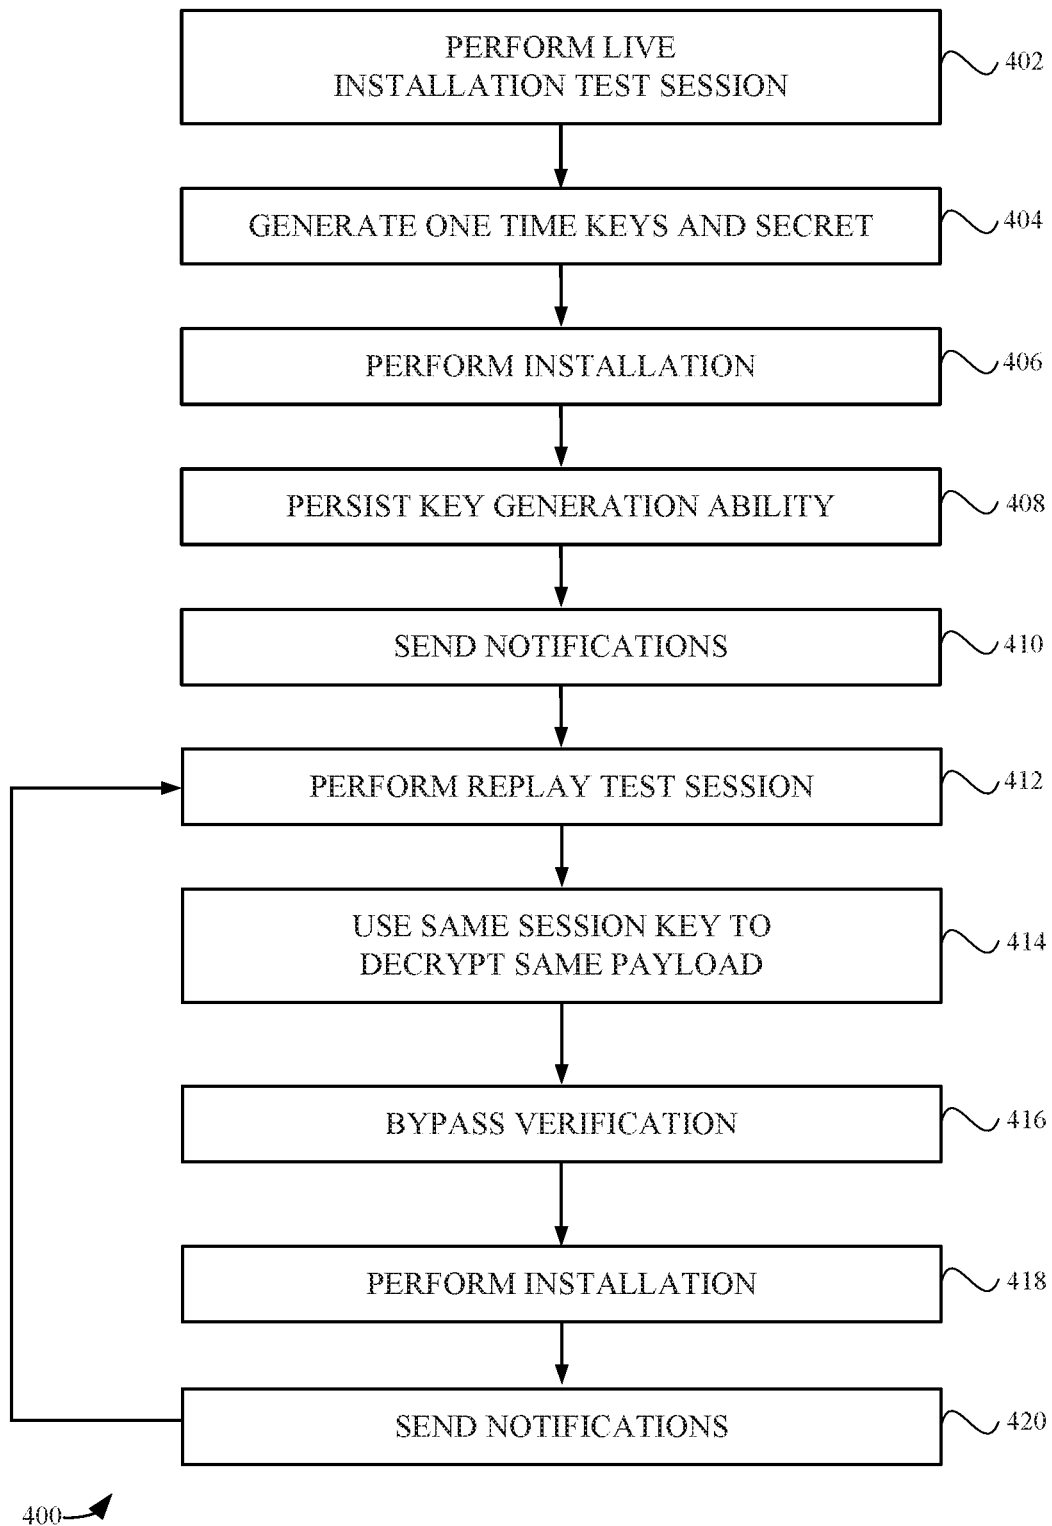 PERFORM LIVE
INSTALLATION TEST SESSION
402
GENERATE ONE TIME KEYS AND SECRET
404
PERFORM INSTALLATION
406
PERSIST KEY GENERATION ABILITY
408
SEND NOTIFICATIONS
410
PERFORM REPLAY TEST SESSION
412
USE SAME SESSION KEY TO
DECRYPT SAME PAYLOAD
414
BYPASS VERIFICATION
416
PERFORM INSTALLATION
418
SEND NOTIFICATIONS
420
400